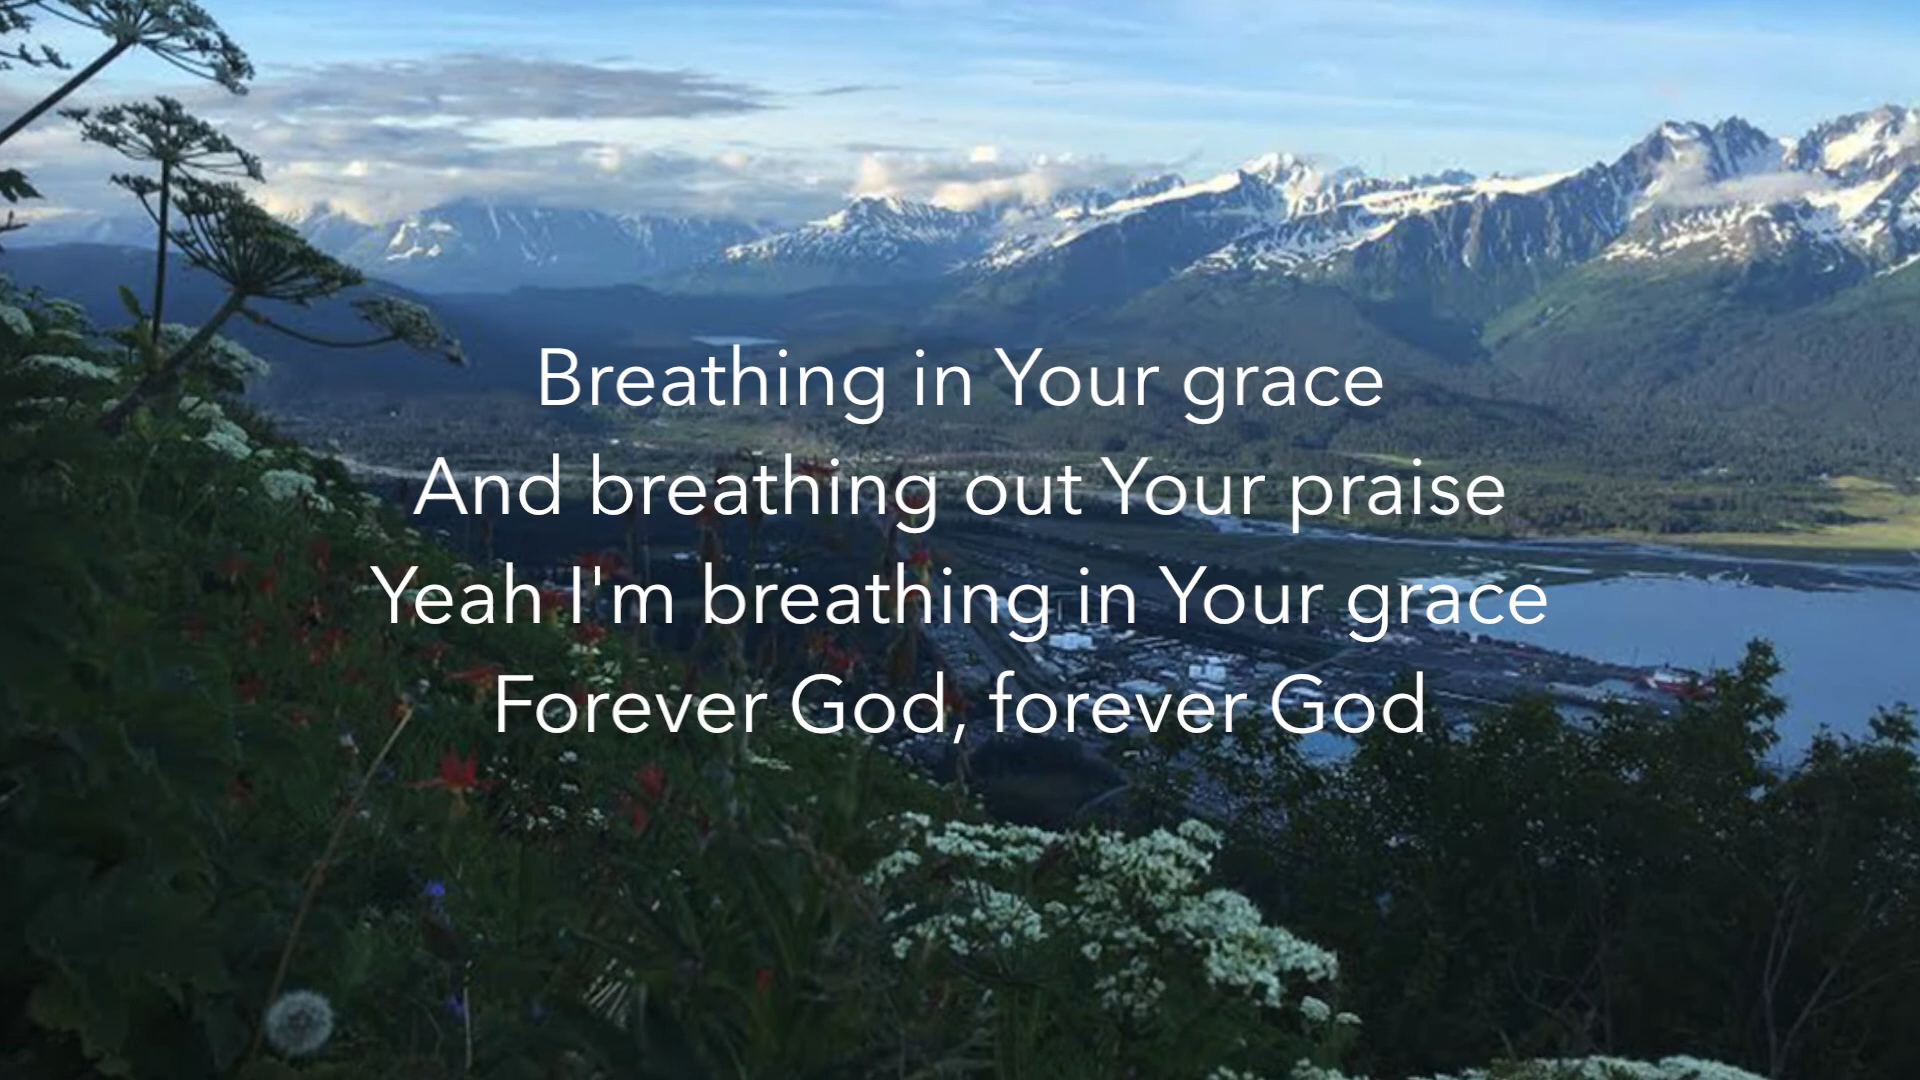 Breathing in Your grace
And breathing out Your praise
Yeah I'm breathing in Your grace
Forever God, forever God